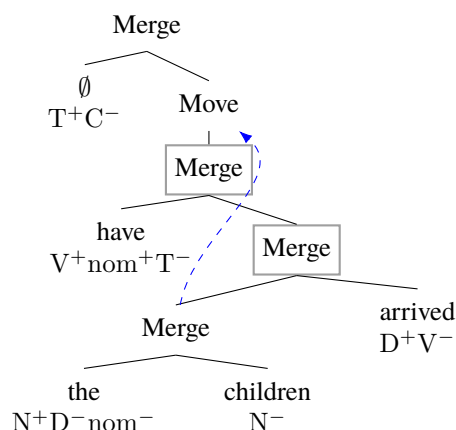 Merge
∅
T⁺C⁻
Move
Merge
have
V⁺nom⁺T⁻
Merge
Merge
arrived
D⁺V⁻
the
N⁺D⁻nom⁻
children
N⁻